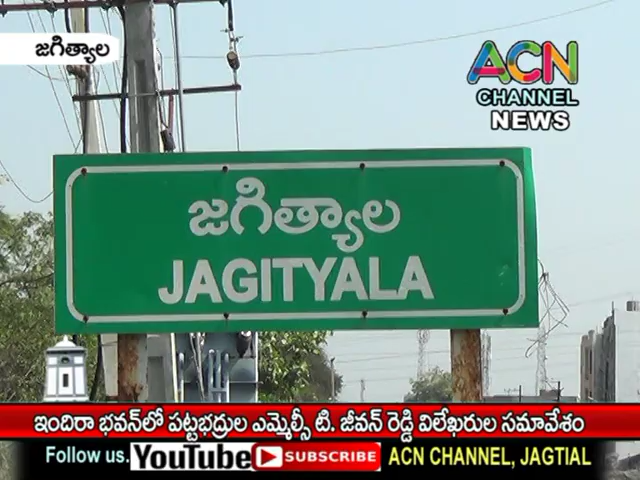 జగిత్యాల
ACN
CHANNEL
NEWS
జగిత్యాల
JAGITYALA
ఇందిరా భవన్‌లో పట్టభద్రుల ఎమ్మెల్సీ టి. జీవన్ రెడ్డి విలేఖరుల సమావేశం
Follow us. YouTube SUBSCRIBE ACN CHANNEL, JAGTIAL